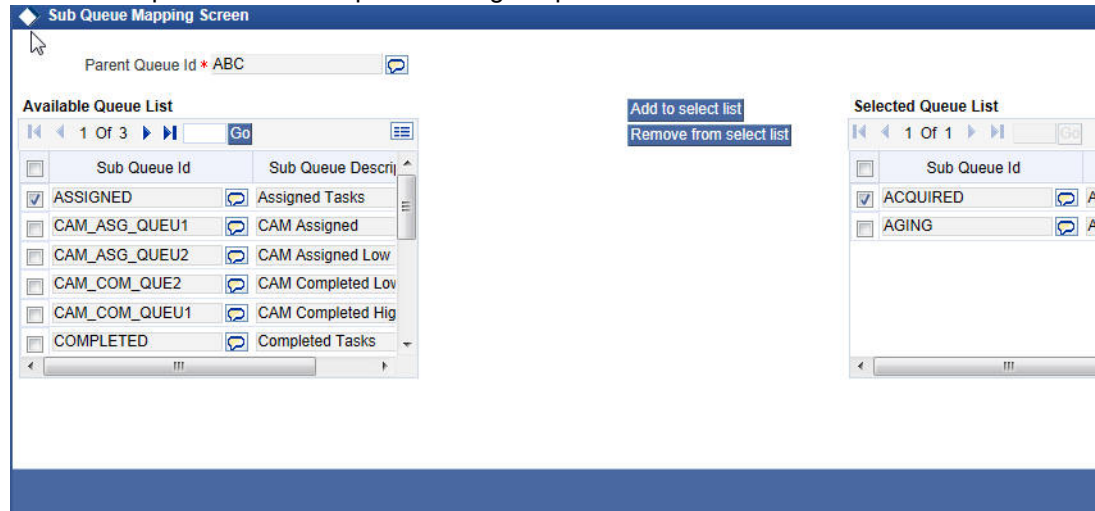 Sub Queue Mapping Screen
Parent Queue Id * ABC
Available Queue List
Add to select list
Selected Queue List
1 Of 3 Go
Remove from select list
1 Of 1 Go
Sub Queue Id Sub Queue Descrip
Sub Queue Id
ASSIGNED Assigned Tasks
ACQUIRED A
CAM_ASG_QUEU1 CAM Assigned
AGING A
CAM_ASG_QUEU2 CAM Assigned Low
CAM_COM_QUE2 CAM Completed Low
CAM_COM_QUEU1 CAM Completed Hig
COMPLETED Completed Tasks